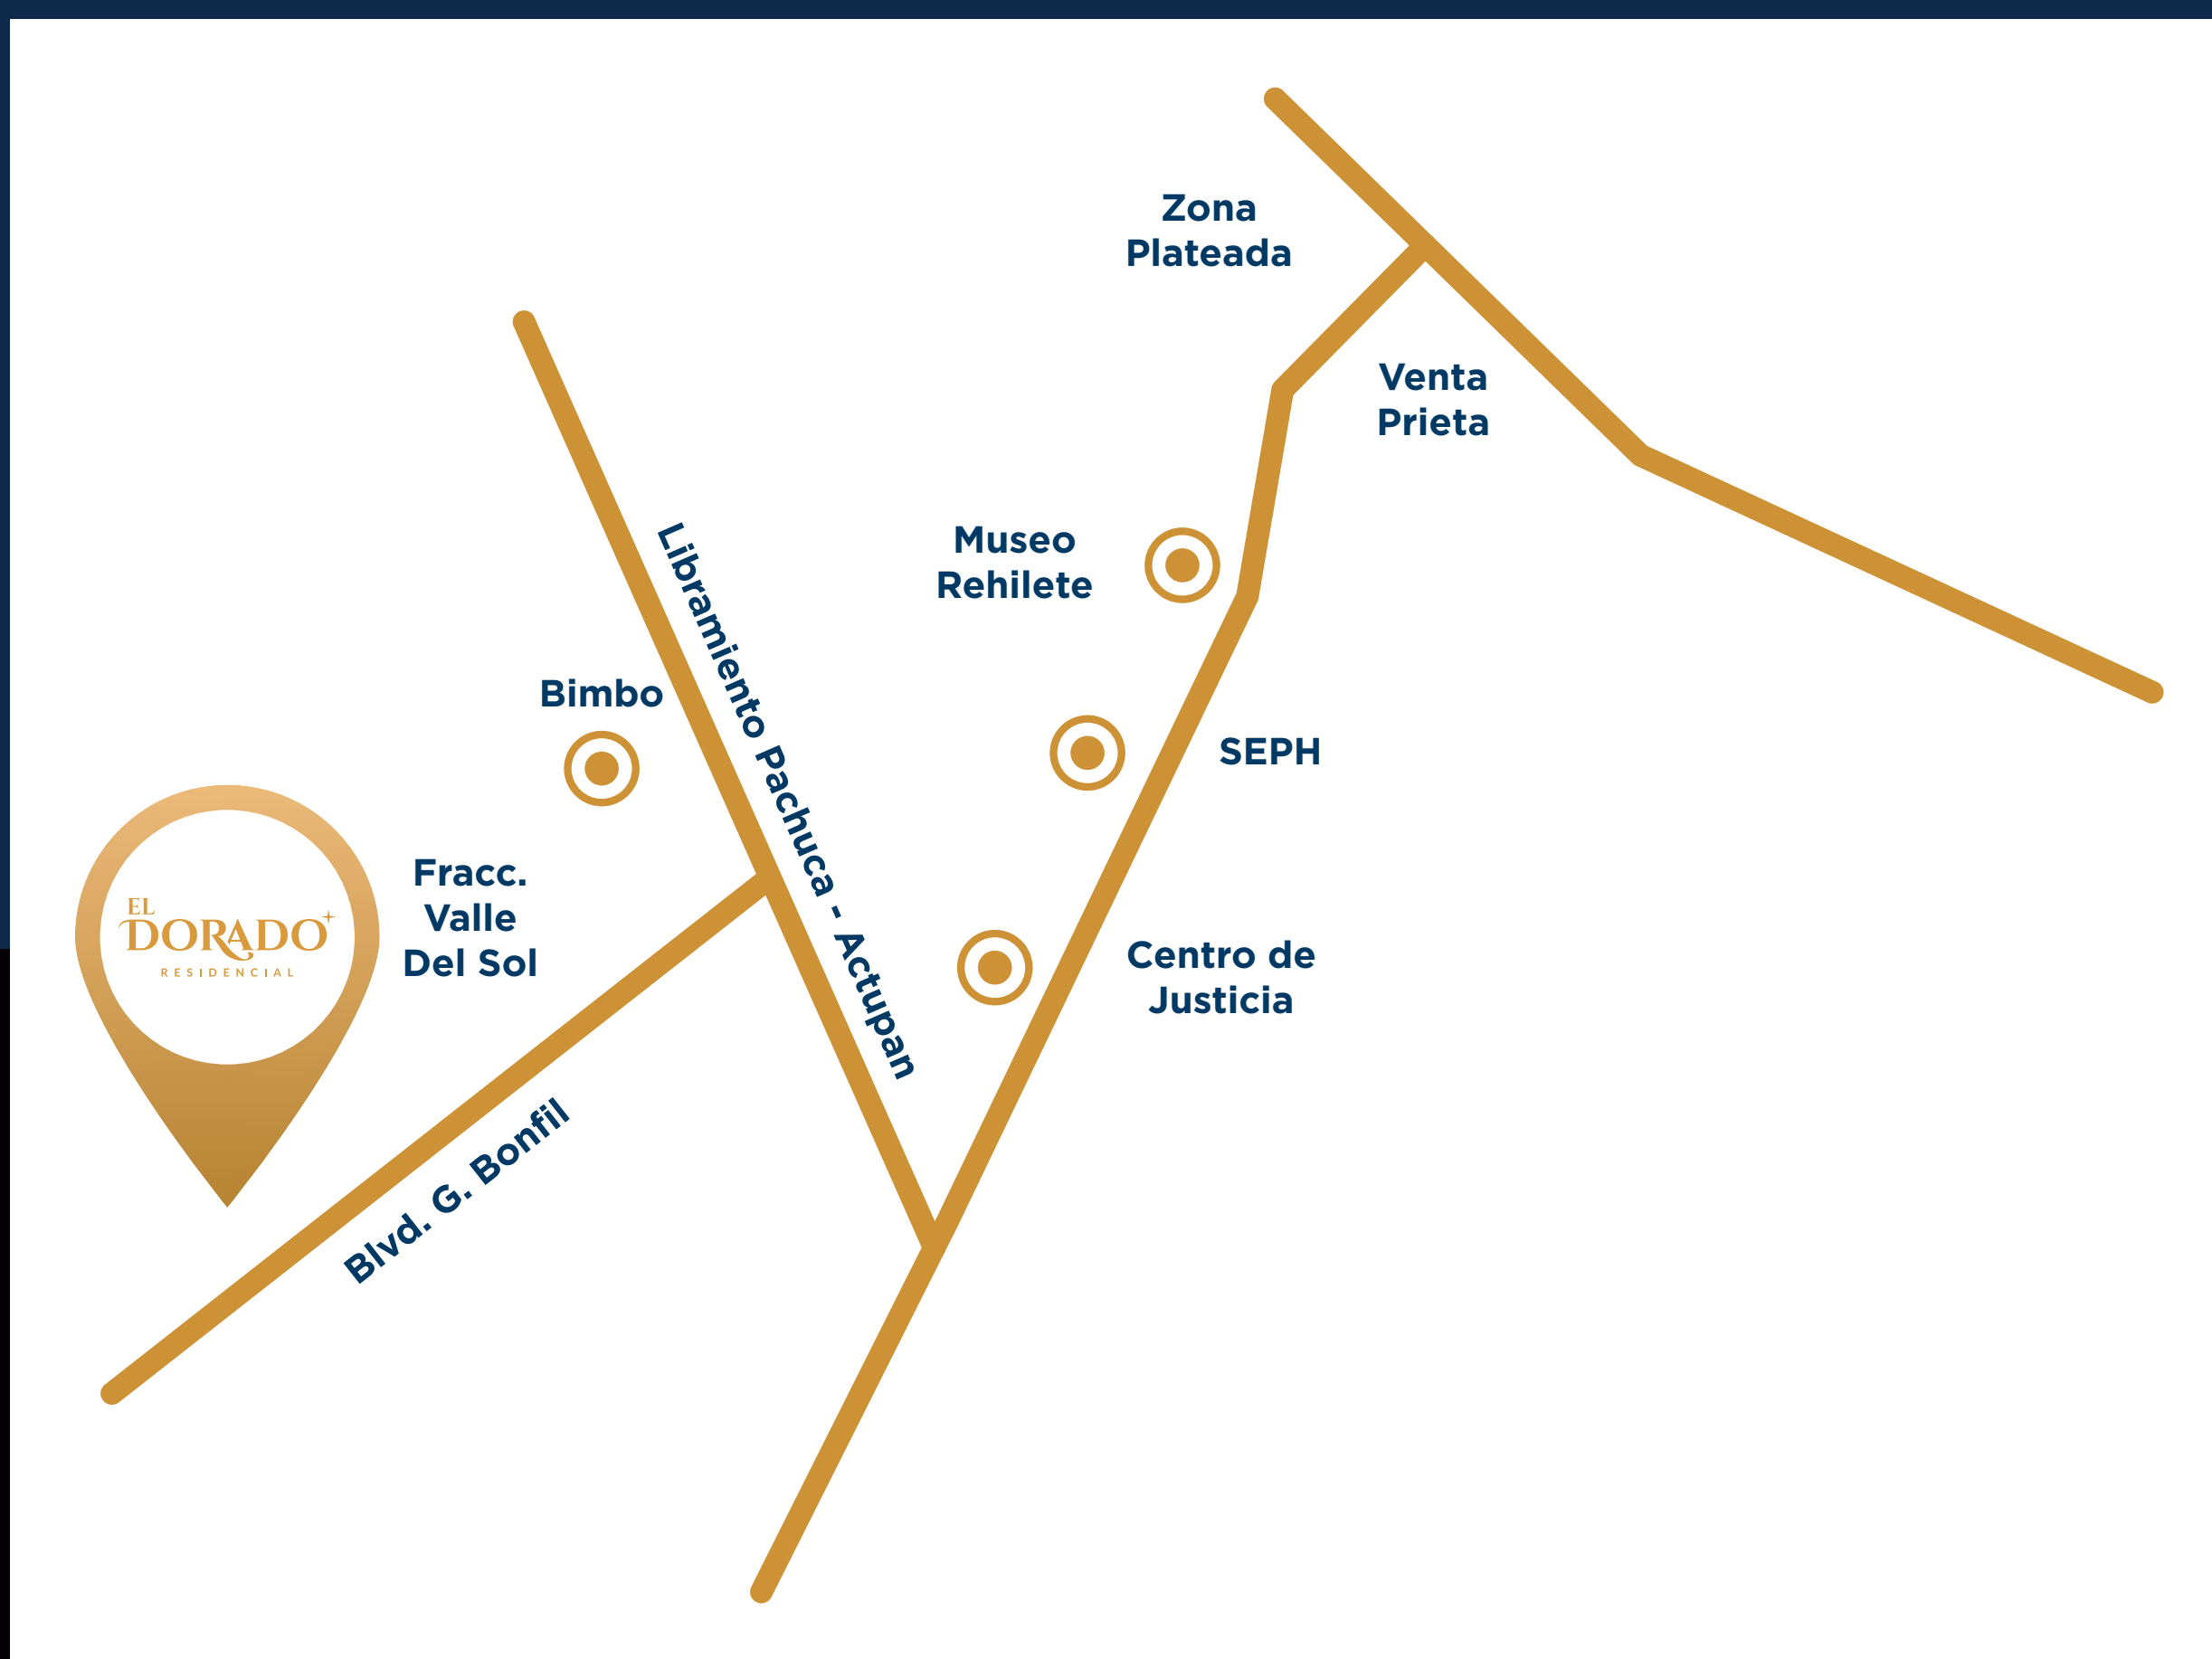 Zona
Plateada
Venta
Prieta
Museo
Rehilete
Libramiento Pachuca - Actupan
Bimbo
SEPH
Fracc.
Valle
Del Sol
EL
DORADO
RESIDENCIAL
Centro de
Justicia
Blvd. G. Bonfil